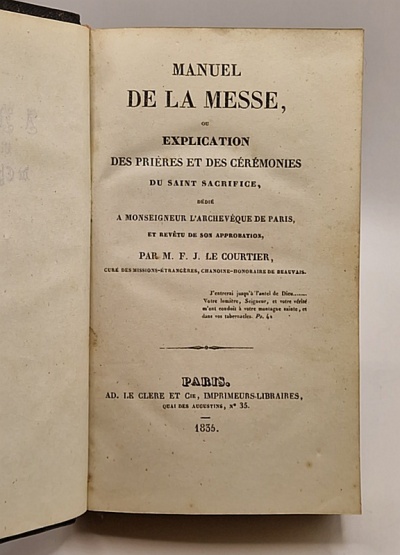 MANUEL
DE LA MESSE,
OU
EXPLICATION
DES PRIÈRES ET DES CÉRÉMONIES
DU SAINT SACRIFICE,
DÉDIÉ
A MONSEIGNEUR L'ARCHEVÊQUE DE PARIS,
ET REVÊTU DE SON APPROBATION,
PAR M. F. J. LE COURTIER,
CURÉ DES MISSIONS-ÉTRANGÈRES, CHANOINE-HONORAIRE DE BEAUVAIS.
J'entrerai jusqu'à l'autel de Dieu......
Votre lumière, Seigneur, et votre vérité
m'ont conduit à votre montagne sainte, et
dans vos tabernacles. Ps. 42
PARIS.
AD. LE CLERE ET Cie, IMPRIMEURS-LIBRAIRES,
QUAI DES AUGUSTINS, N° 35.
1835.